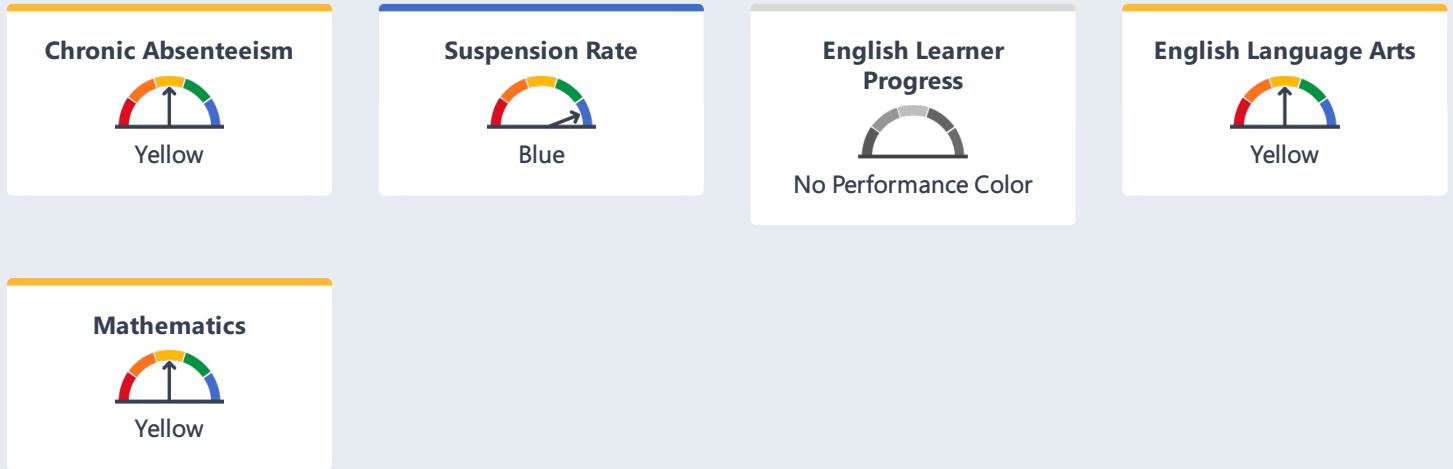 Chronic Absenteeism
Yellow
Suspension Rate
Blue
English Learner
Progress
No Performance Color
English Language Arts
Yellow
Mathematics
Yellow